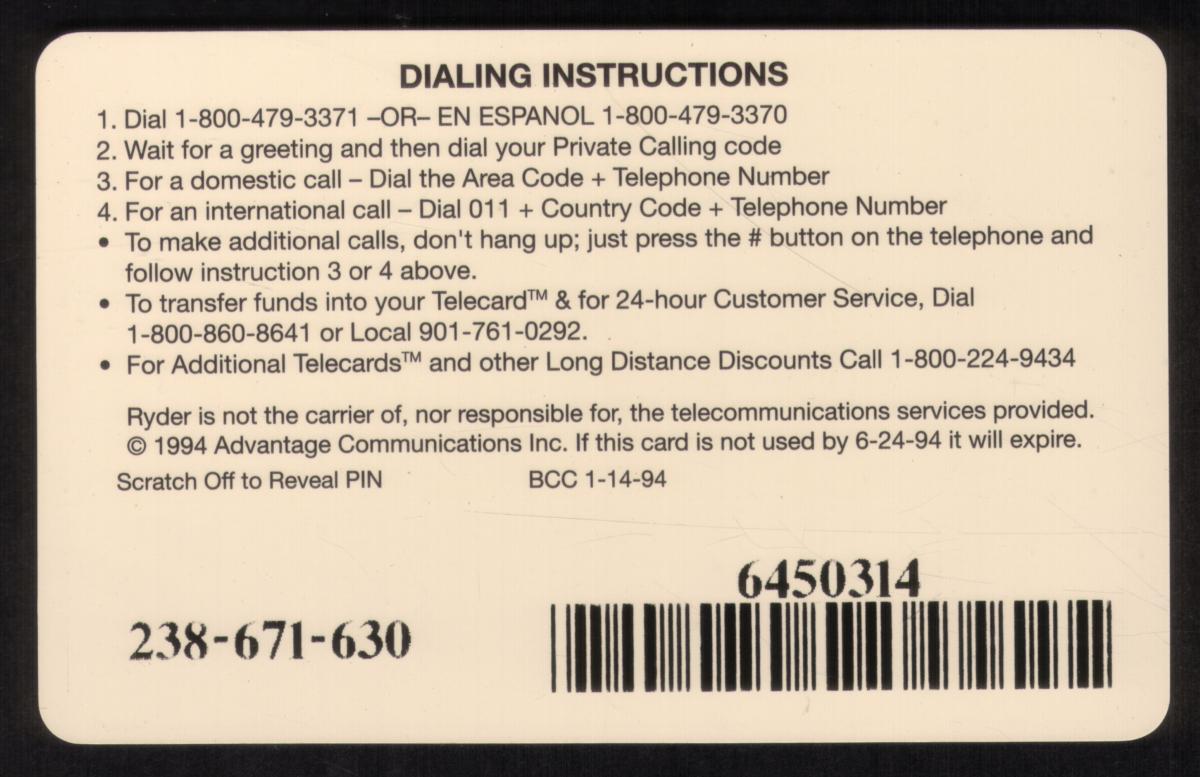 DIALING INSTRUCTIONS
1. Dial 1-800-479-3371 –OR– EN ESPANOL 1-800-479-3370
2. Wait for a greeting and then dial your Private Calling code
3. For a domestic call – Dial the Area Code + Telephone Number
4. For an international call – Dial 011 + Country Code + Telephone Number
• To make additional calls, don't hang up; just press the # button on the telephone and
follow instruction 3 or 4 above.
• To transfer funds into your Telecard™ & for 24-hour Customer Service, Dial
1-800-860-8641 or Local 901-761-0292.
• For Additional Telecards™ and other Long Distance Discounts Call 1-800-224-9434
Ryder is not the carrier of, nor responsible for, the telecommunications services provided.
© 1994 Advantage Communications Inc. If this card is not used by 6-24-94 it will expire.
Scratch Off to Reveal PIN BCC 1-14-94
6450314
238-671-630